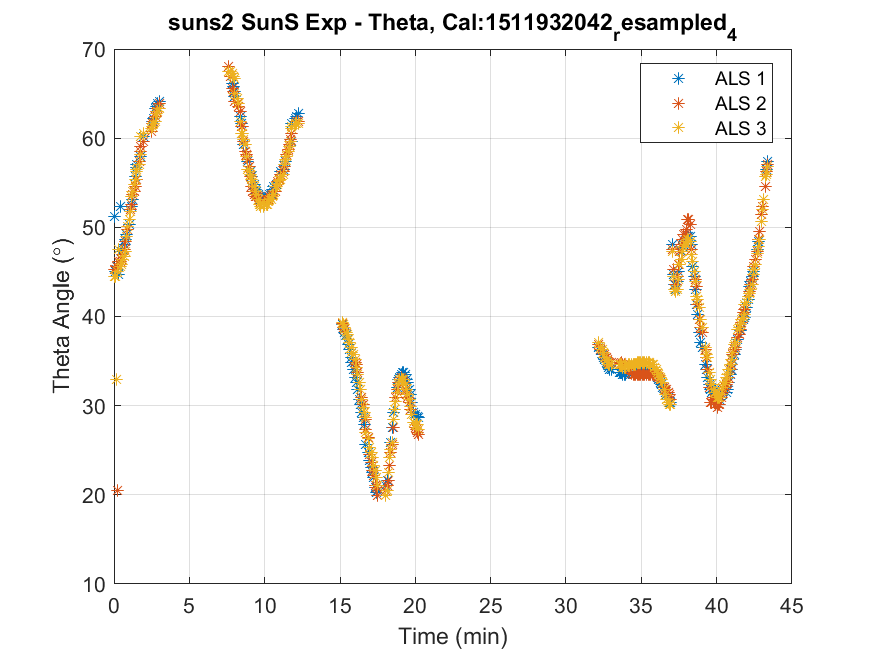 suns2 SunS Exp - Theta, Cal:1511932042resampled4
ALS 1
ALS 2
ALS 3
70
60
50
40
30
20
10
Theta Angle (°)
0 5 10 15 20 25 30 35 40 45
Time (min)